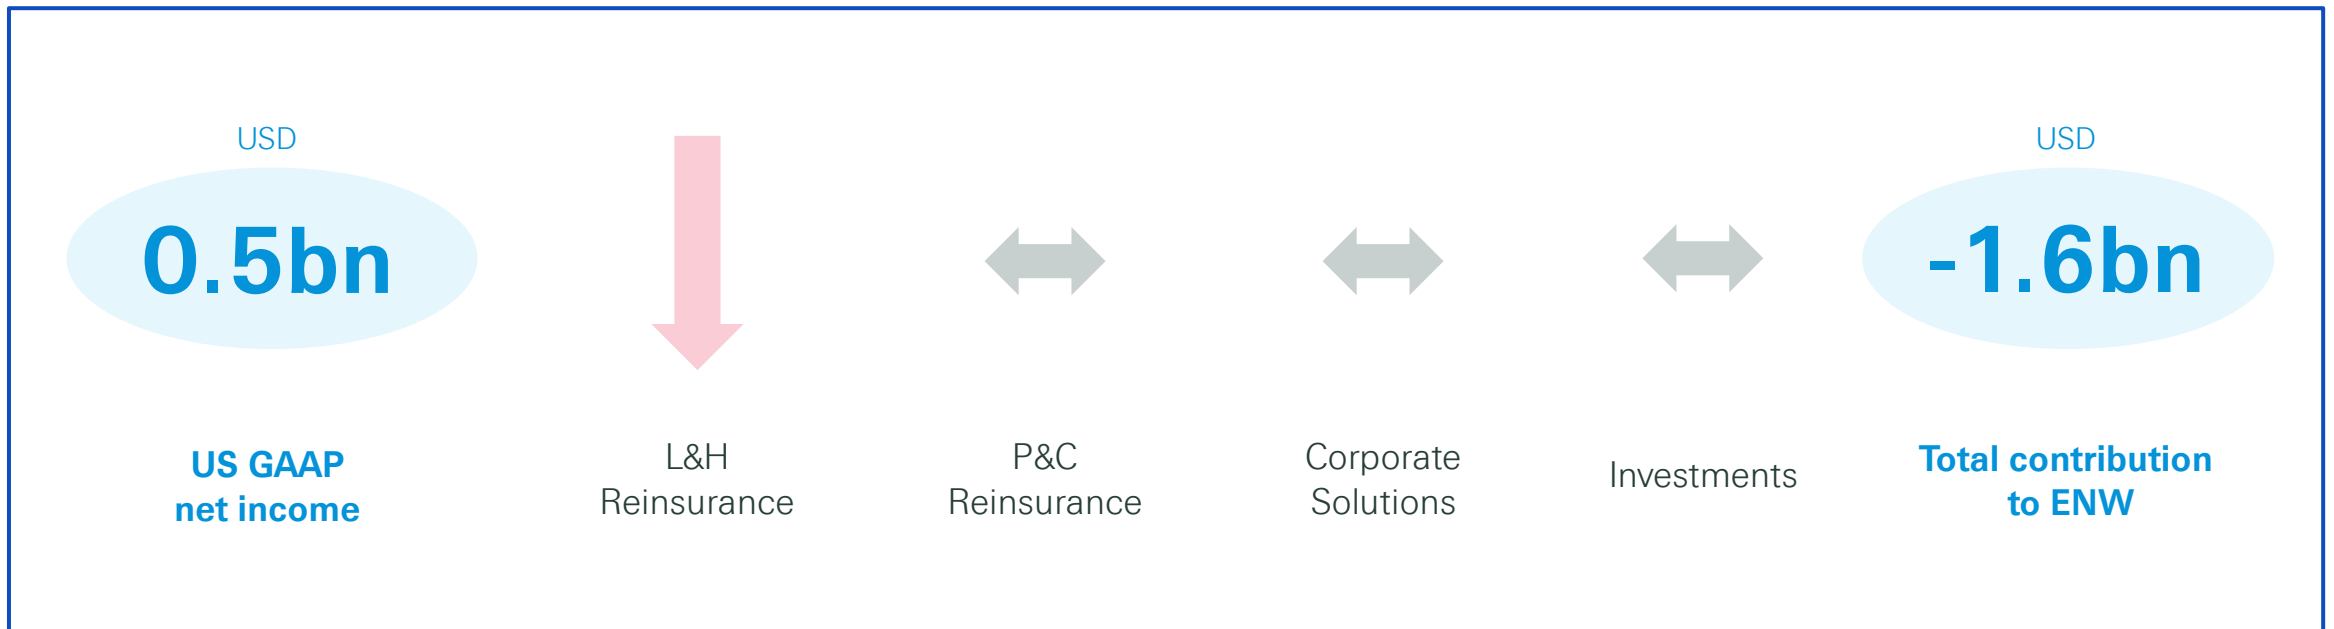 USD
0.5bn
US GAAP
net income
L&H
Reinsurance
P&C
Reinsurance
Corporate
Solutions
Investments
USD
-1.6bn
Total contribution
to ENW